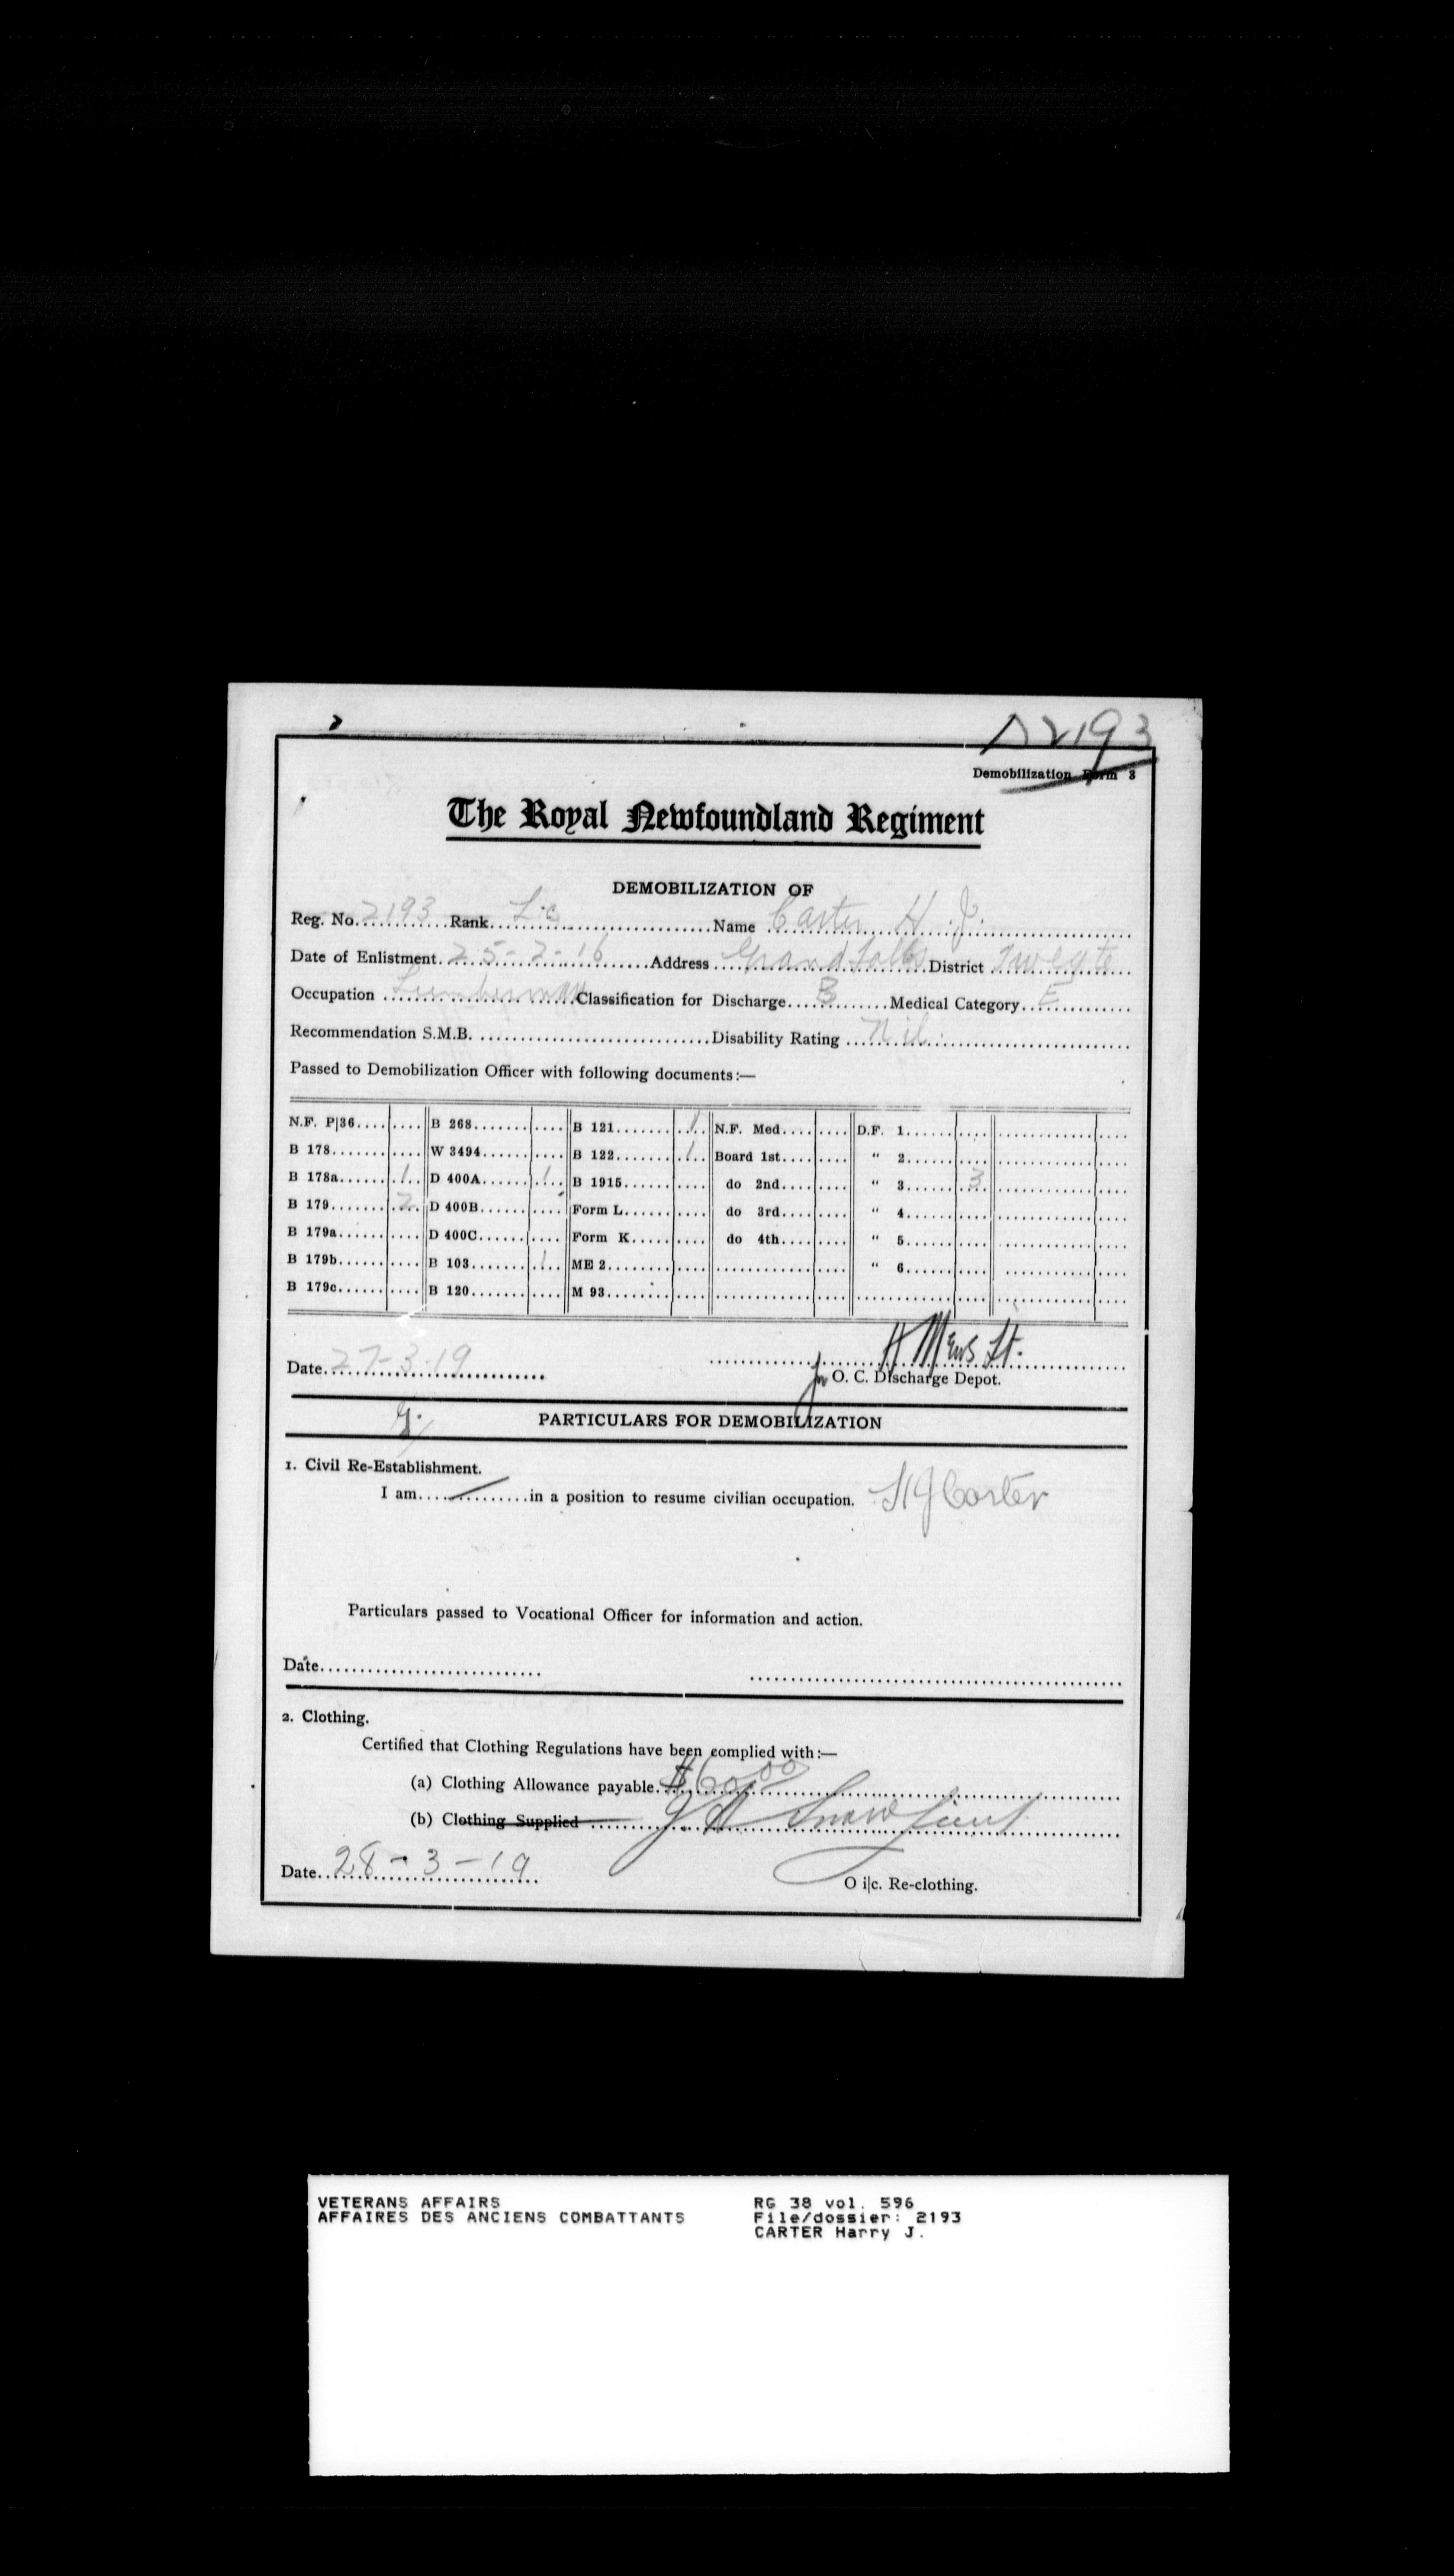 D2193
Demobilization Form 3
The Royal Newfoundland Regiment
DEMOBILIZATION OF
Reg. No. 2193 Rank L.c Name Carter H. J.
Date of Enlistment 25-2-16 Address Grand Falls District Twgate
Occupation Lumberman Classification for Discharge B Medical Category E
Recommendation S.M.B. Disability Rating Nil.
Passed to Demobilization Officer with following documents:—
N.F. P|36 B 268 B 121 1 N.F. Med. D.F. 1
B 178 W 3494 B 122 1 Board 1st " 2
B 178a 1 D 400A 1 B 1915 do 2nd " 3 3
B 179 2 D 400B Form L do 3rd " 4
B 179a D 400C Form K do 4th " 5
B 179b B 103 1 ME 2 " 6
B 179c B 120 M 93
Date 27-3-19 H Mews Lt.
for O. C. Discharge Depot.
PARTICULARS FOR DEMOBILIZATION
1. Civil Re-Establishment.
I am in a position to resume civilian occupation. H J Carter
Particulars passed to Vocational Officer for information and action.
Date
2. Clothing.
Certified that Clothing Regulations have been complied with:—
(a) Clothing Allowance payable $60.00
(b) Clothing Supplied
Date 28-3-19 O i|c. Re-clothing.
VETERANS AFFAIRS RG 38 vol. 596
AFFAIRES DES ANCIENS COMBATTANTS File/dossier: 2193
CARTER Harry J.